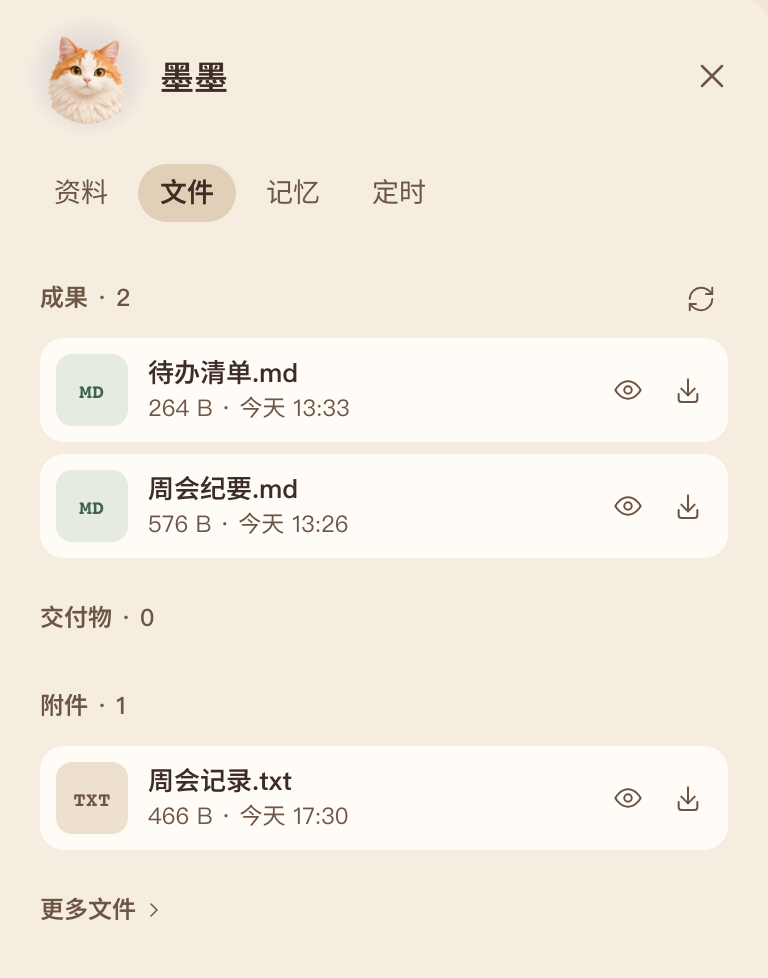 墨墨
资料
文件
记忆
定时
成果 · 2
MD
待办清单.md
264 B · 今天 13:33
MD
周会纪要.md
576 B · 今天 13:26
交付物 · 0
附件 · 1
TXT
周会记录.txt
466 B · 今天 17:30
更多文件 >